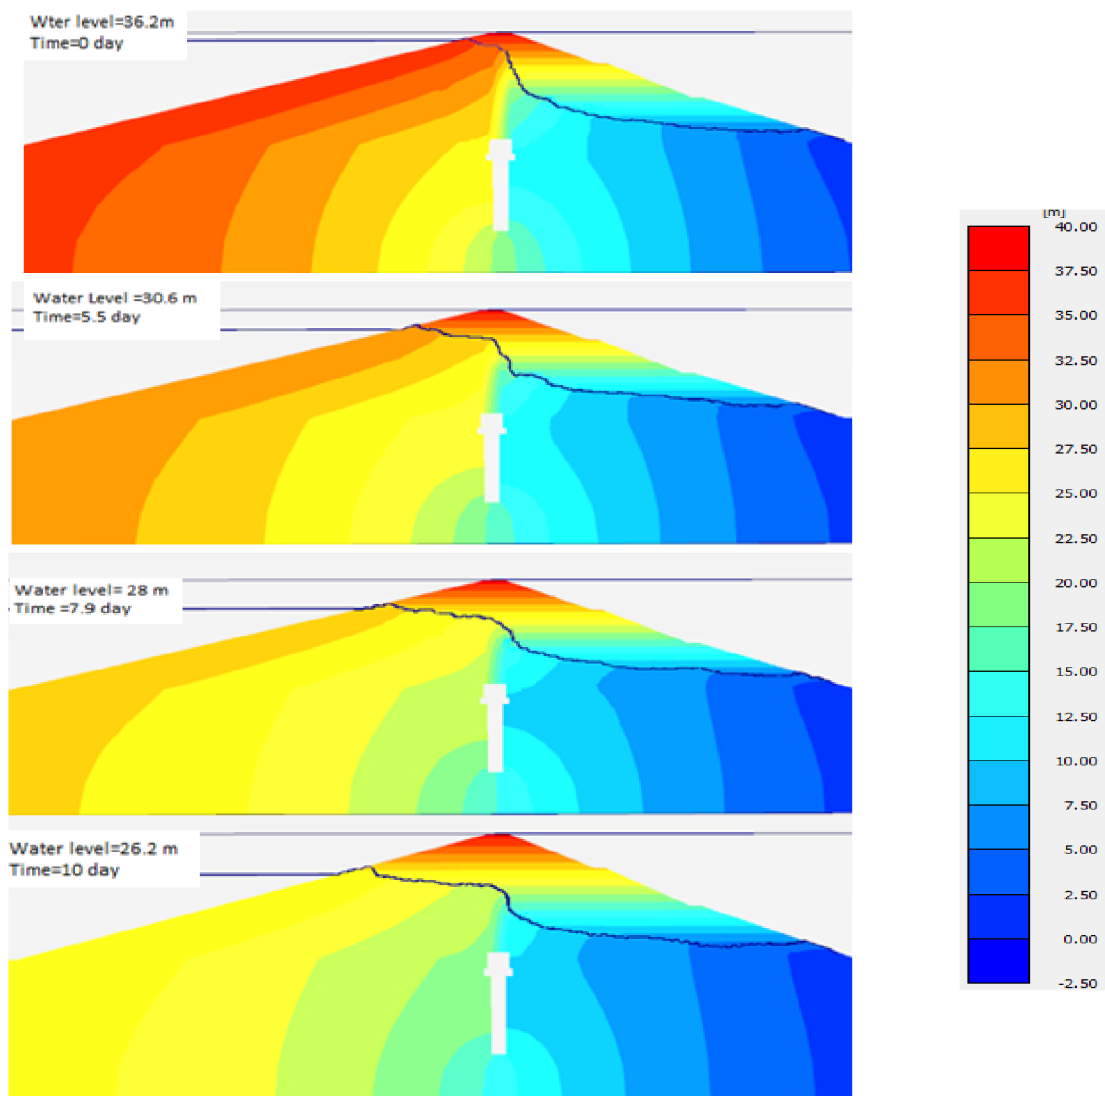 Wter level=36.2m
Time=0 day
Water Level =30.6 m
Time=5.5 day
Water level= 28 m
Time =7.9 day
Water level=26.2 m
Time=10 day
[m]
40.00
37.50
35.00
32.50
30.00
27.50
25.00
22.50
20.00
17.50
15.00
12.50
10.00
7.50
5.00
2.50
0.00
-2.50